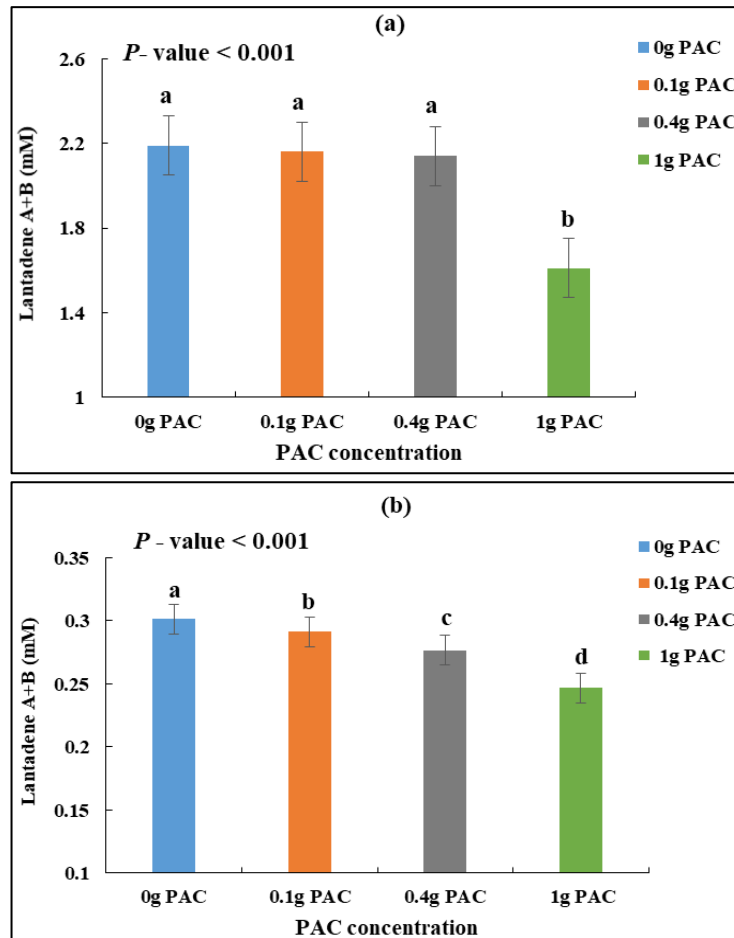 (a)
P- value < 0.001
2.6
2.2
1.8
1.4
1
Lantadene A+B (mM)
a
a
a
b
0g PAC
0.1g PAC
0.4g PAC
1g PAC
PAC concentration
0g PAC
0.1g PAC
0.4g PAC
1g PAC
(b)
P - value < 0.001
0.35
0.3
0.25
0.2
0.15
0.1
Lantadene A+B (mM)
a
b
c
d
0g PAC
0.1g PAC
0.4g PAC
1g PAC
PAC concentration
0g PAC
0.1g PAC
0.4g PAC
1g PAC